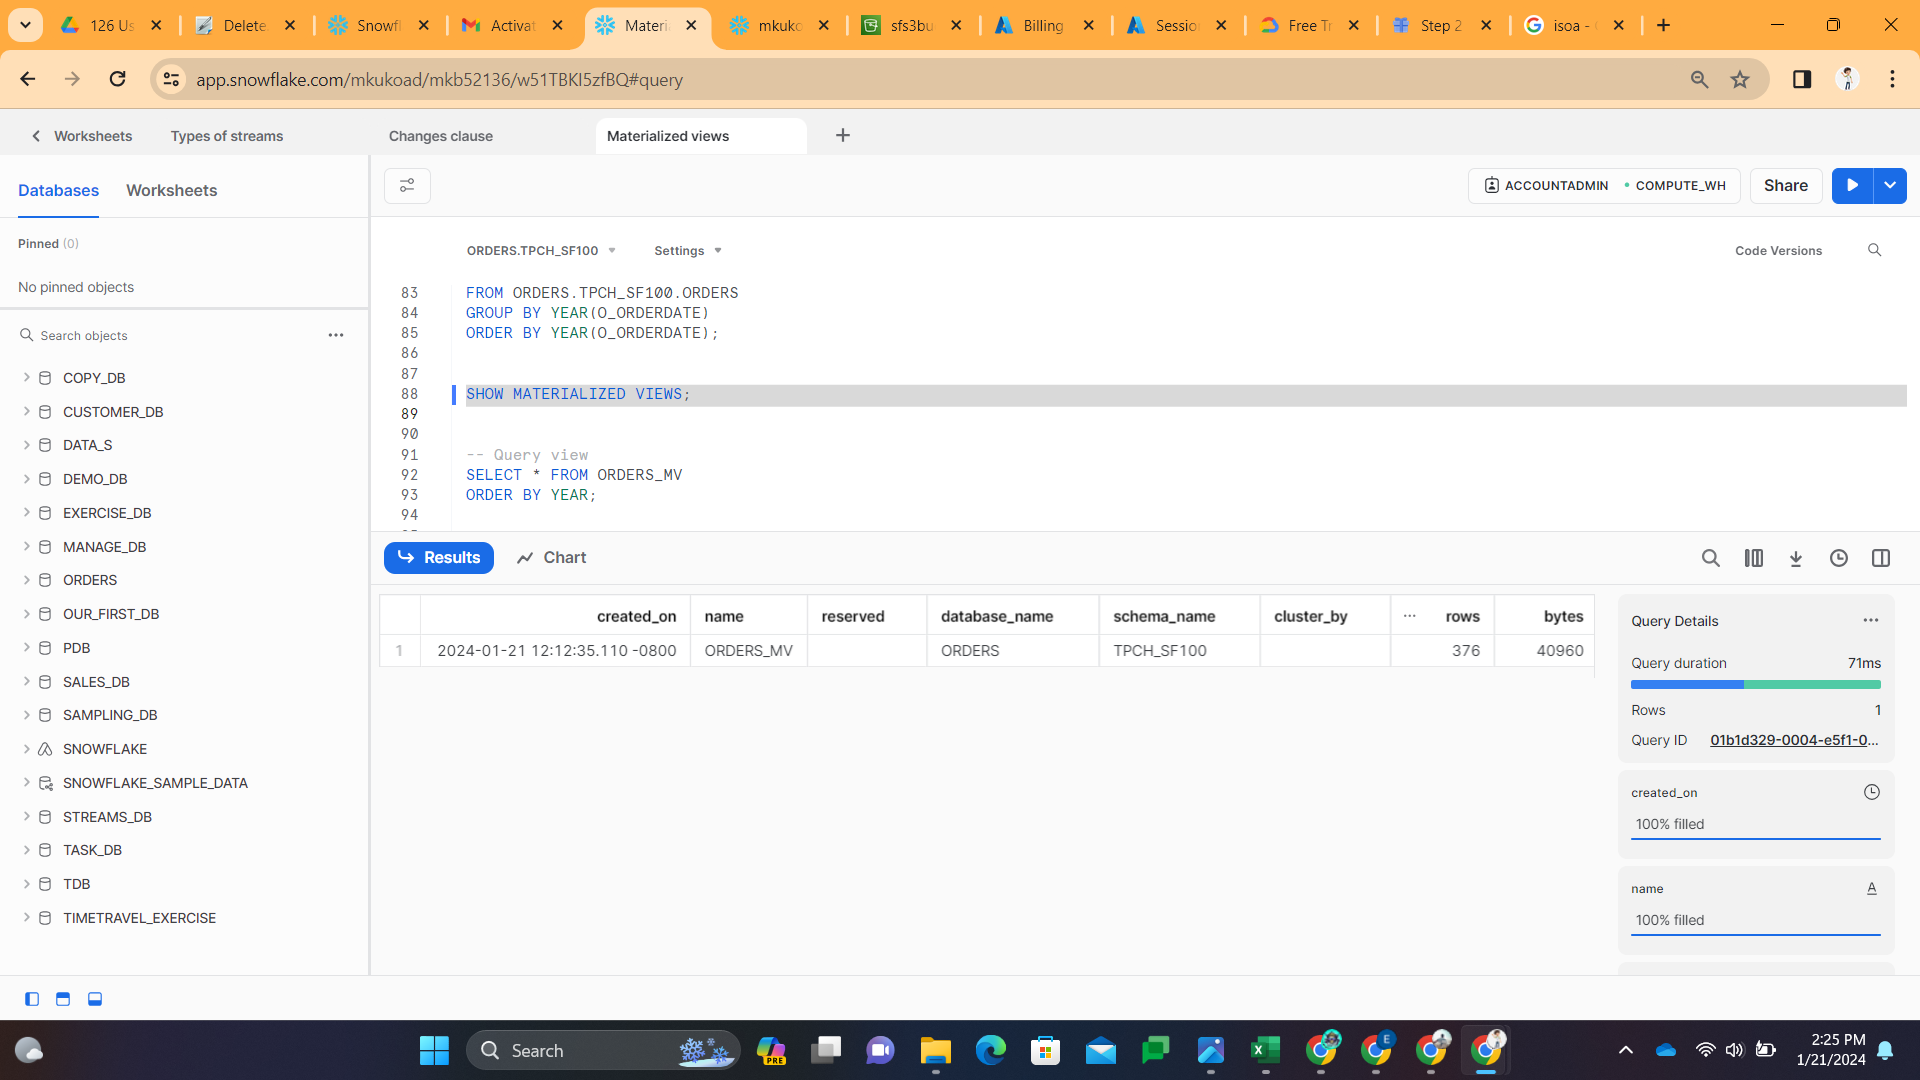 126 Us
Delete
Snowfl
Activat
Materi
mkuko
sfs3bu
Billing
Sessio
Free Tr
Step 2
isoa -
app.snowflake.com/mkukoad/mkb52136/w51TBKI5zfBQ#query
Worksheets
Types of streams
Changes clause
Materialized views
Databases
Worksheets
ACCOUNTADMIN
COMPUTE_WH
Share
Pinned (0)
No pinned objects
ORDERS.TPCH_SF100
Settings
Code Versions
Search objects
COPY_DB
CUSTOMER_DB
DATA_S
DEMO_DB
EXERCISE_DB
MANAGE_DB
ORDERS
OUR_FIRST_DB
PDB
SALES_DB
SAMPLING_DB
SNOWFLAKE
SNOWFLAKE_SAMPLE_DATA
STREAMS_DB
TASK_DB
TDB
TIMETRAVEL_EXERCISE
83 FROM ORDERS.TPCH_SF100.ORDERS
84 GROUP BY YEAR(O_ORDERDATE)
85 ORDER BY YEAR(O_ORDERDATE);
86
87
88 SHOW MATERIALIZED VIEWS;
89
90
91 -- Query view
92 SELECT * FROM ORDERS_MV
93 ORDER BY YEAR;
94
Results
Chart
created_on name reserved database_name schema_name cluster_by ... rows bytes
1 2024-01-21 12:12:35.110 -0800 ORDERS_MV ORDERS TPCH_SF100 376 40960
Query Details
Query duration 71ms
Rows 1
Query ID 01b1d329-0004-e5f1-0...
created_on
100% filled
name
A
100% filled
Search
PRE
E
2:25 PM
1/21/2024